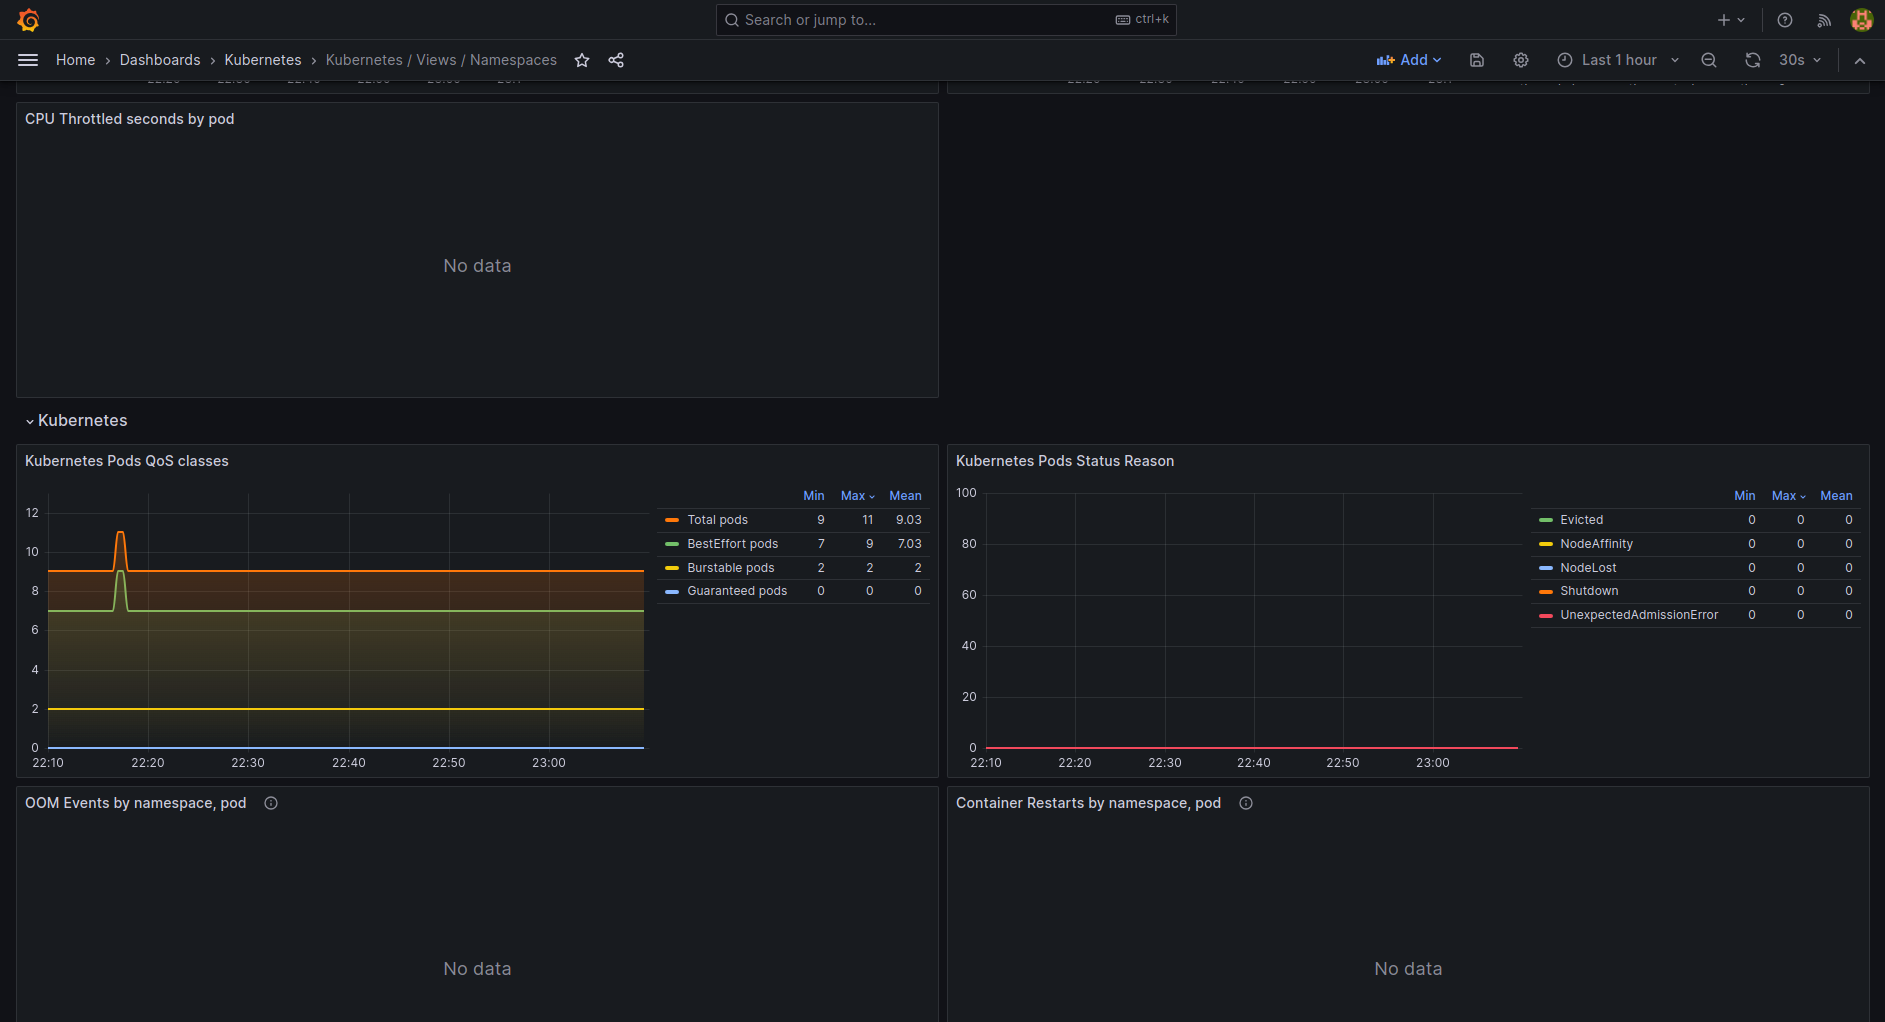 Search or jump to...
ctrl+k
Home › Dashboards › Kubernetes › Kubernetes / Views / Namespaces
Add
Last 1 hour
30s
CPU Throttled seconds by pod
No data
Kubernetes
Kubernetes Pods QoS classes
12
10
8
6
4
2
0
22:10 22:20 22:30 22:40 22:50 23:00
Min Max Mean
Total pods 9 11 9.03
BestEffort pods 7 9 7.03
Burstable pods 2 2 2
Guaranteed pods 0 0 0
Kubernetes Pods Status Reason
100
80
60
40
20
0
22:10 22:20 22:30 22:40 22:50 23:00
Min Max Mean
Evicted 0 0 0
NodeAffinity 0 0 0
NodeLost 0 0 0
Shutdown 0 0 0
UnexpectedAdmissionError 0 0 0
OOM Events by namespace, pod
No data
Container Restarts by namespace, pod
No data